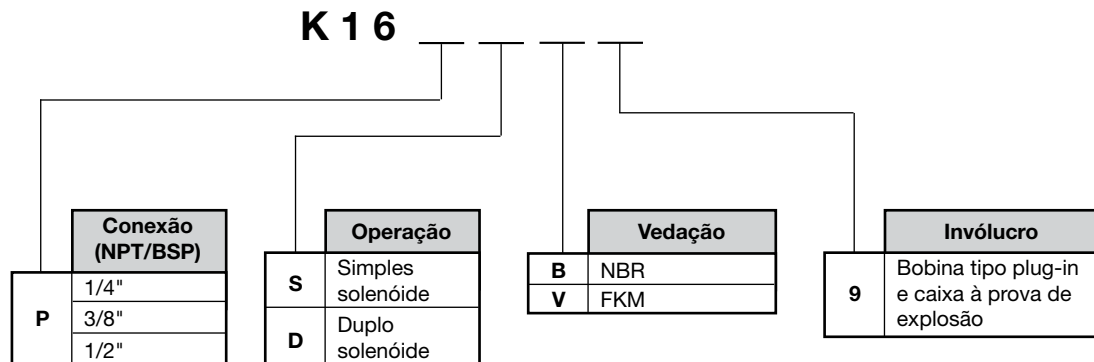 K 1 6
Conexão
(NPT/BSP)
P
1/4"
3/8"
1/2"
Operação
S
Simples
solenóide
D
Duplo
solenóide
Vedação
B NBR
V FKM
Invólucro
9
Bobina tipo plug-in
e caixa à prova de
explosão